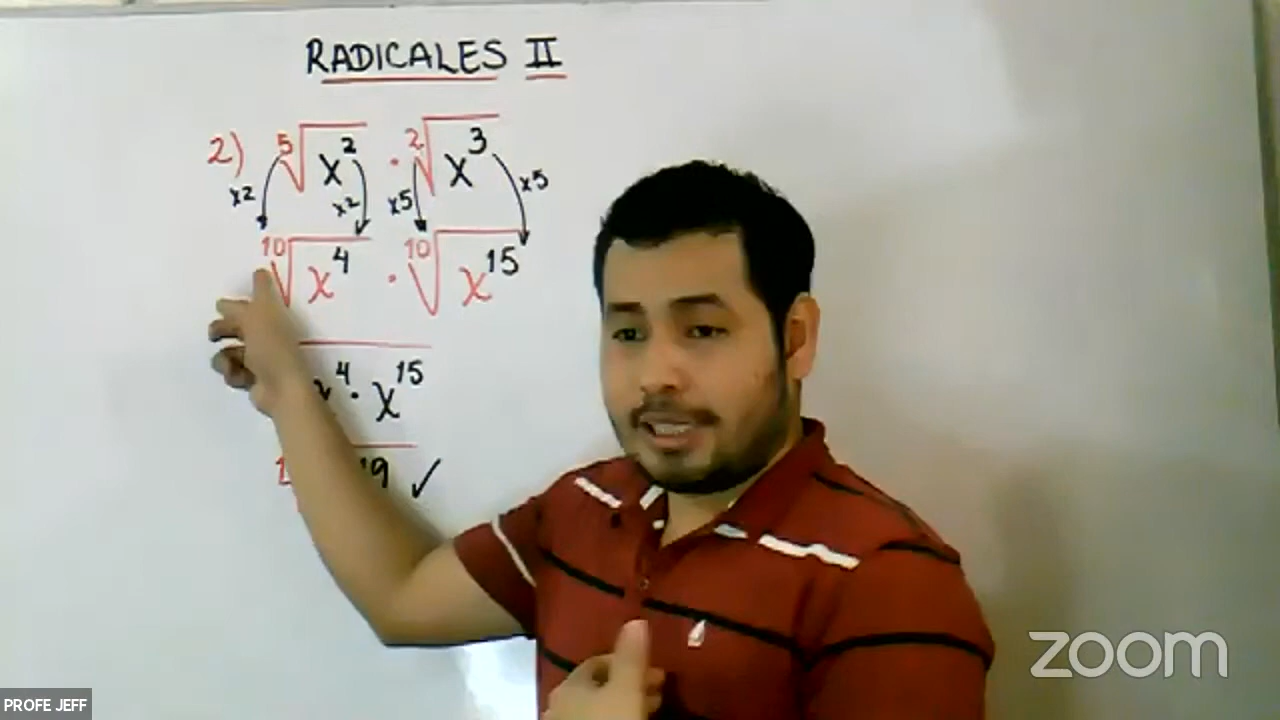 RADICALES II
2) ⁵√x² · ²√x³
x2 x2 x5 x5
¹⁰√x⁴ · ¹⁰√x¹⁵
x⁴ · x¹⁵
19 ✓
zoom
PROFE JEFF